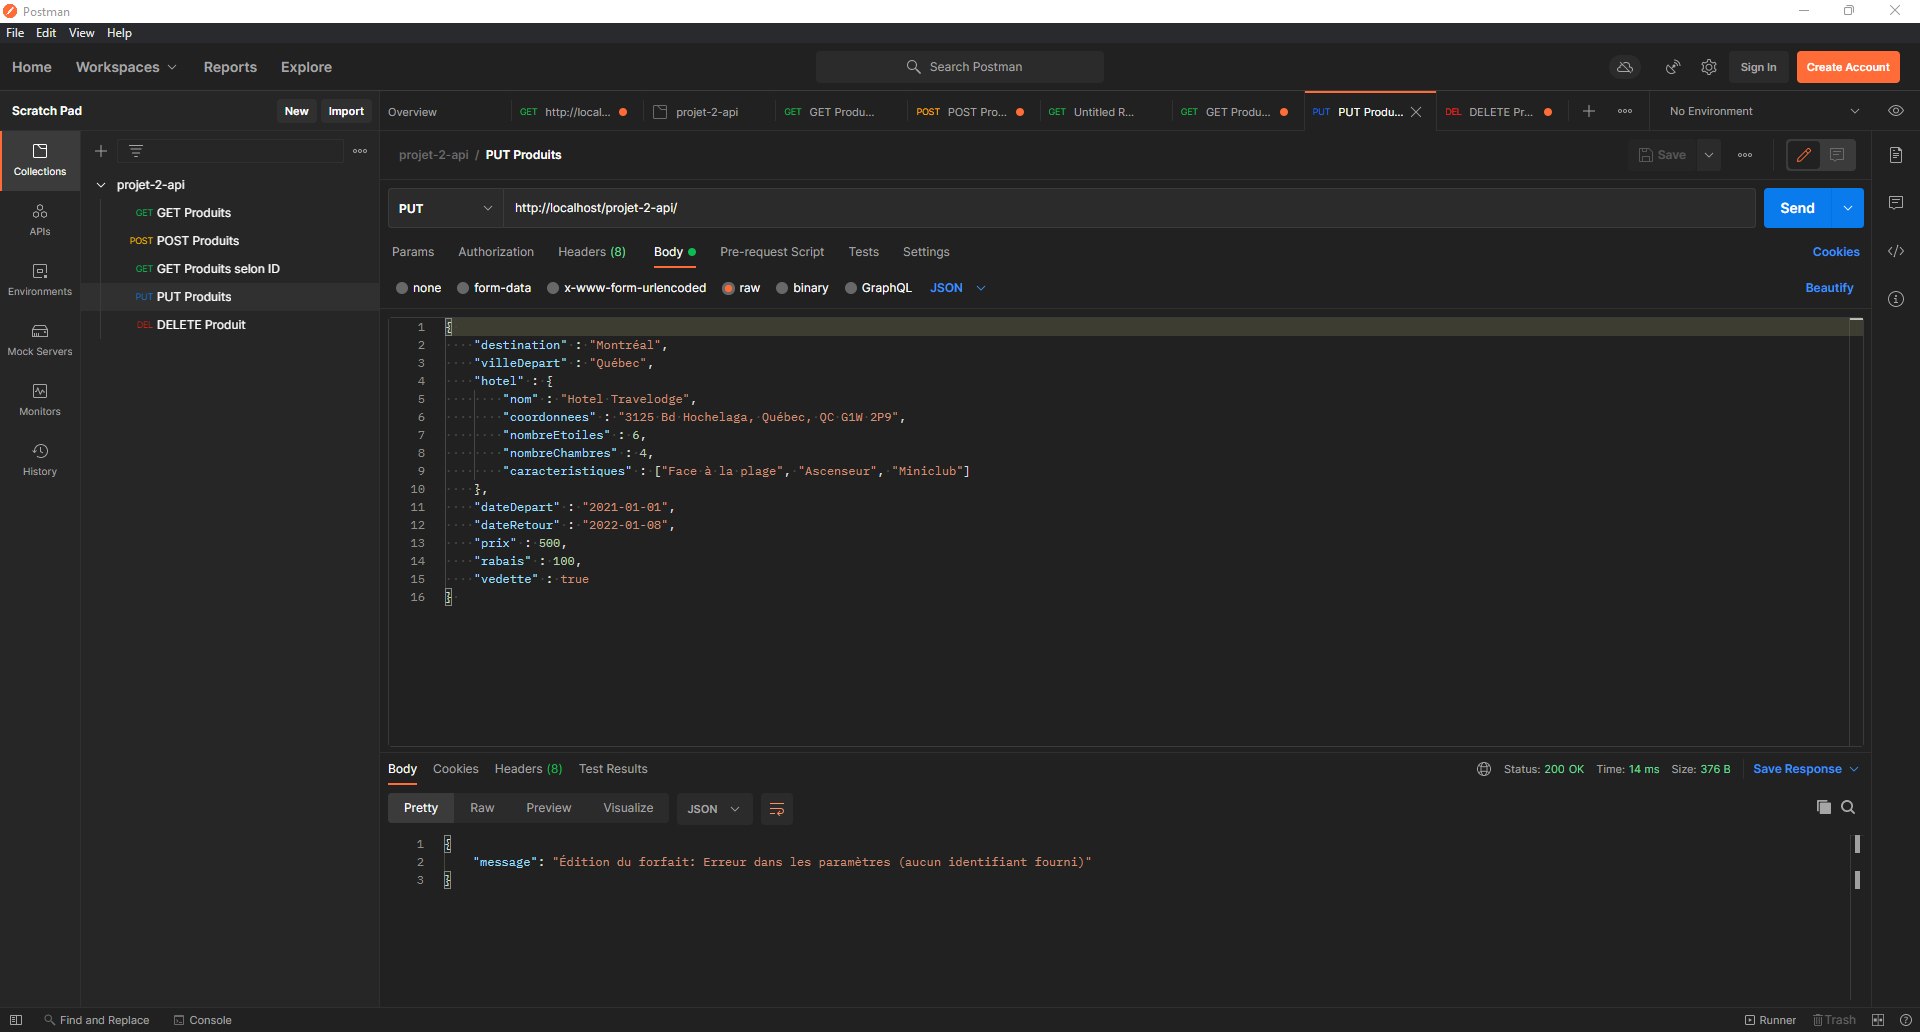 Postman
File Edit View Help
Home Workspaces Reports Explore Search Postman Sign In Create Account
Scratch Pad New Import
Overview GET http://local... projet-2-api GET GET Produ... POST POST Pro... GET Untitled R... GET GET Produ... PUT PUT Produ... DEL DELETE Pr... No Environment
Collections
APIs
Environments
Mock Servers
Monitors
History
projet-2-api
GET GET Produits
POST POST Produits
GET GET Produits selon ID
PUT PUT Produits
DEL DELETE Produit
projet-2-api / PUT Produits Save
PUT http://localhost/projet-2-api/ Send
Params Authorization Headers (8) Body Pre-request Script Tests Settings Cookies
none form-data x-www-form-urlencoded raw binary GraphQL JSON Beautify
1 {
2 "destination" : "Montréal",
3 "villeDepart" : "Québec",
4 "hotel" : {
5 "nom" : "Hotel Travelodge",
6 "coordonnees" : "3125 Bd Hochelaga, Québec, QC G1W 2P9",
7 "nombreEtoiles" : 6,
8 "nombreChambres" : 4,
9 "caracteristiques" : ["Face à la plage", "Ascenseur", "Miniclub"]
10 },
11 "dateDepart" : "2021-01-01",
12 "dateRetour" : "2022-01-08",
13 "prix" : 500,
14 "rabais" : 100,
15 "vedette" : true
16 }
Body Cookies Headers (8) Test Results Status: 200 OK Time: 14 ms Size: 376 B Save Response
Pretty Raw Preview Visualize JSON
1 {
2 "message": "Édition du forfait: Erreur dans les paramètres (aucun identifiant fourni)"
3 }
Find and Replace Console Runner Trash